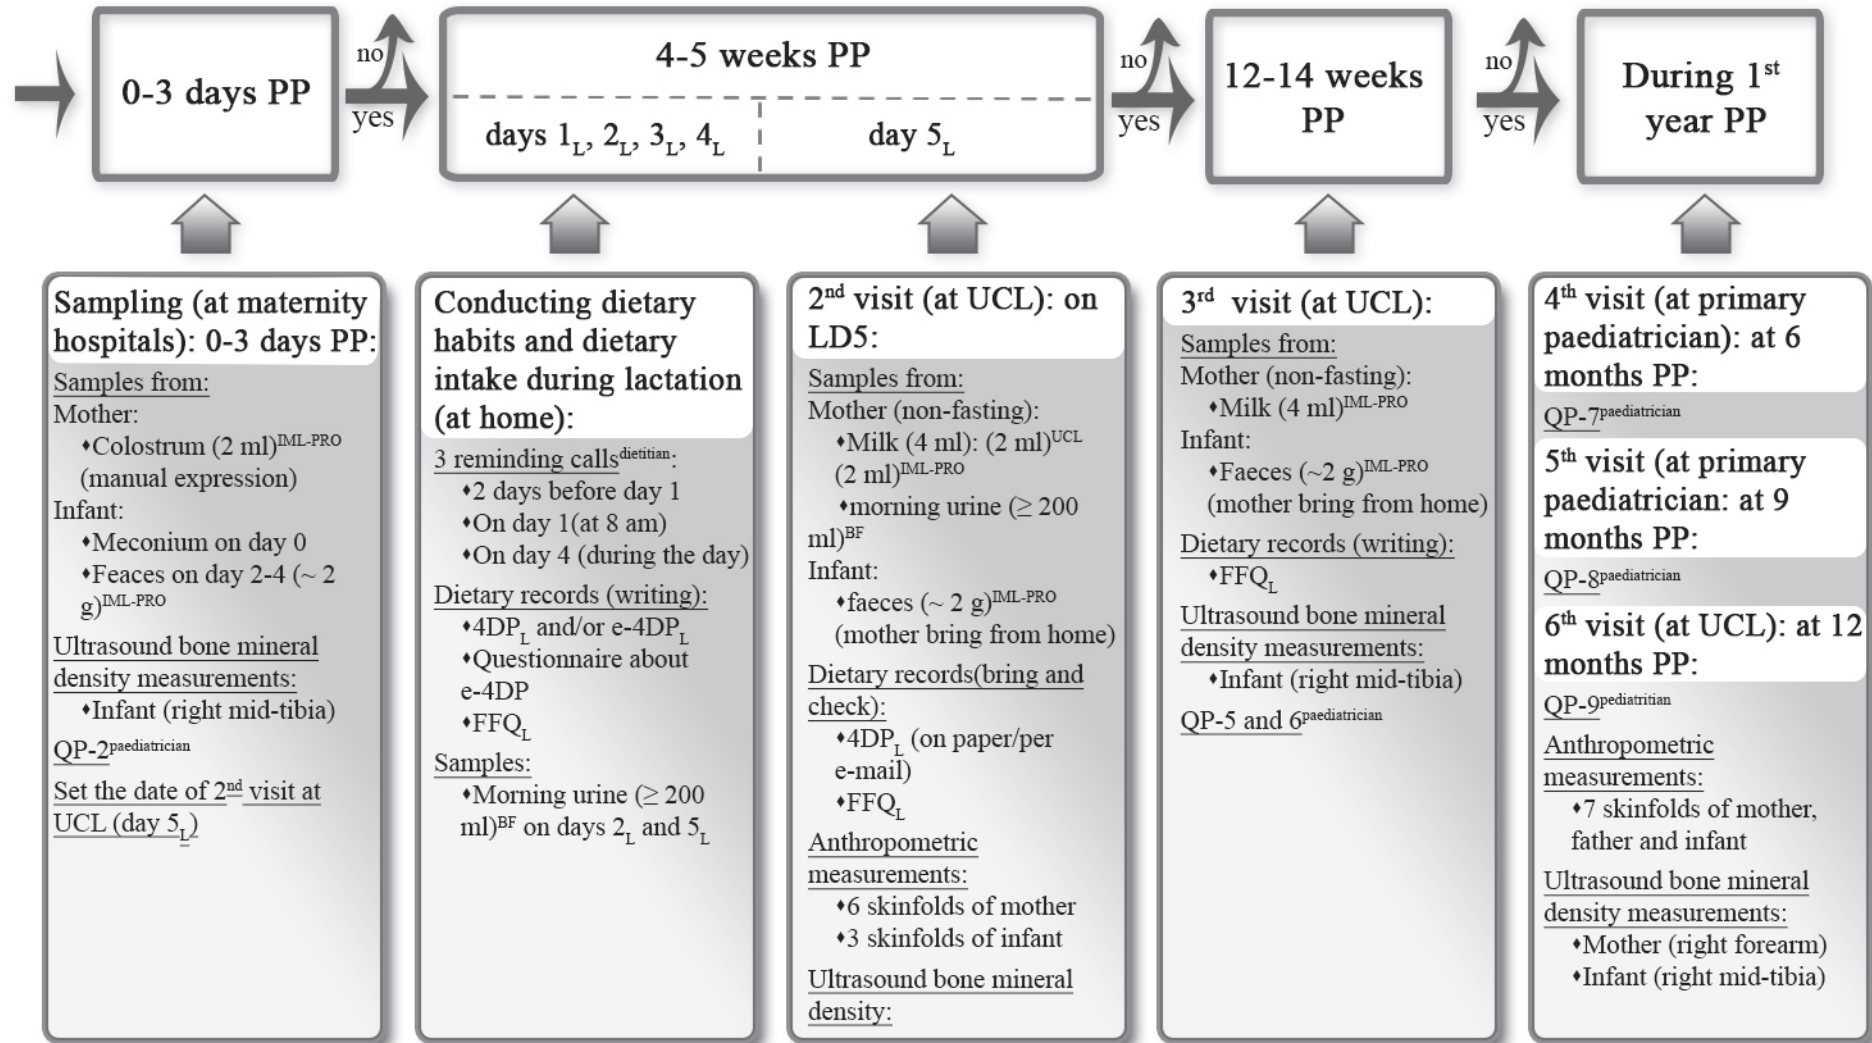 0-3 days PP
no
yes
4-5 weeks PP
days 1L, 2L, 3L, 4L
day 5L
no
yes
12-14 weeks
PP
no
yes
During 1st
year PP
Sampling (at maternity
hospitals): 0-3 days PP:
Samples from:
Mother:
♦Colostrum (2 ml)IML-PRO
(manual expression)
Infant:
♦Meconium on day 0
♦Feaces on day 2-4 (~ 2
g)IML-PRO
Ultrasound bone mineral
density measurements:
♦Infant (right mid-tibia)
QP-2paediatrician
Set the date of 2nd visit at
UCL (day 5L)
Conducting dietary
habits and dietary
intake during lactation
(at home):
3 reminding callsdietitian:
♦2 days before day 1
♦On day 1(at 8 am)
♦On day 4 (during the day)
Dietary records (writing):
♦4DPL and/or e-4DPL
♦Questionnaire about
e-4DP
♦FFQL
Samples:
♦Morning urine (≥ 200
ml)BF on days 2L and 5L
2nd visit (at UCL): on
LD5:
Samples from:
Mother (non-fasting):
♦Milk (4 ml): (2 ml)UCL
(2 ml)IML-PRO
♦morning urine (≥ 200
ml)BF
Infant:
♦faeces (~ 2 g)IML-PRO
(mother bring from home)
Dietary records(bring and
check):
♦4DPL (on paper/per
e-mail)
♦FFQL
Anthropometric
measurements:
♦6 skinfolds of mother
♦3 skinfolds of infant
Ultrasound bone mineral
density:
3rd visit (at UCL):
Samples from:
Mother (non-fasting):
♦Milk (4 ml)IML-PRO
Infant:
♦Faeces (~2 g)IML-PRO
(mother bring from home)
Dietary records (writing):
♦FFQL
Ultrasound bone mineral
density measurements:
♦Infant (right mid-tibia)
QP-5 and 6paediatrician
4th visit (at primary
paediatrician): at 6
months PP:
QP-7paediatrician
5th visit (at primary
paediatrician: at 9
months PP:
QP-8paediatrician
6th visit (at UCL): at 12
months PP:
QP-9pediatritian
Anthropometric
measurements:
♦7 skinfolds of mother,
father and infant
Ultrasound bone mineral
density measurements:
♦Mother (right forearm)
♦Infant (right mid-tibia)